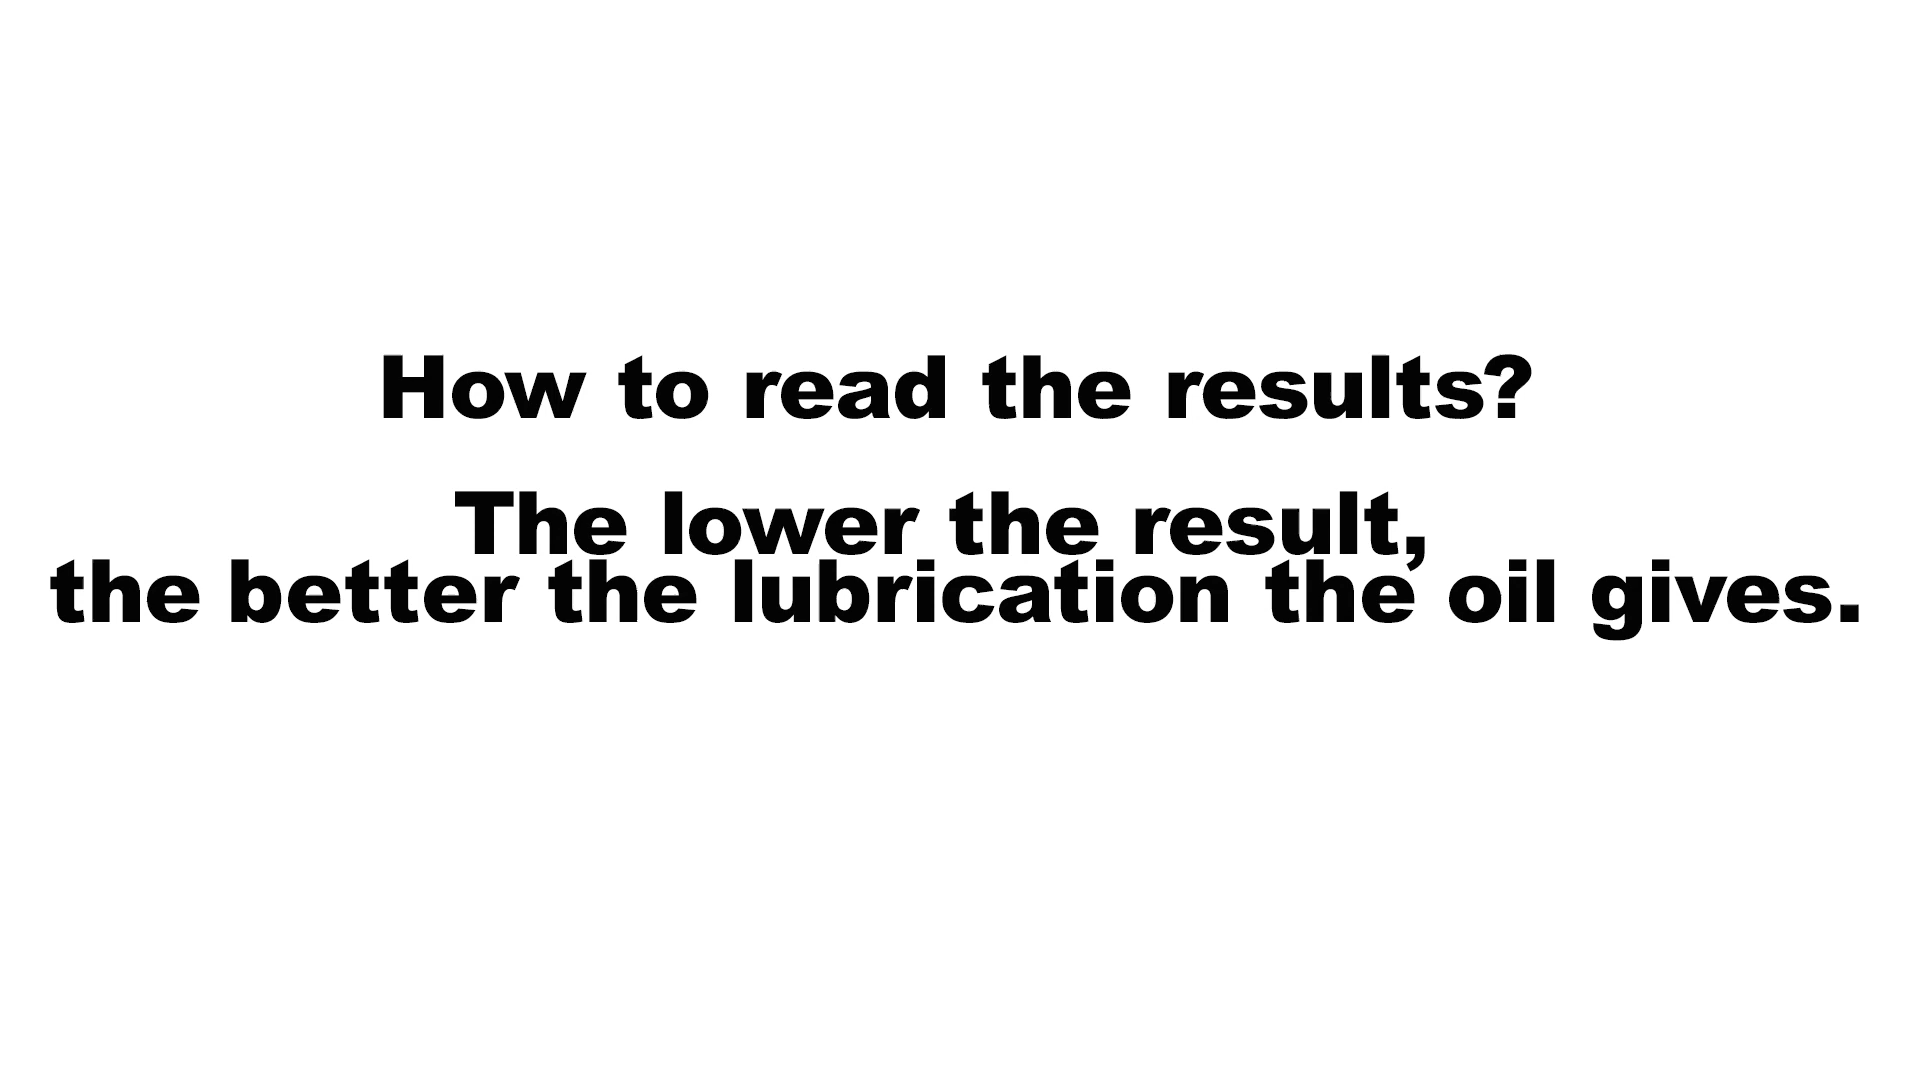 How to read the results?
The lower the result,
the better the lubrication the oil gives.